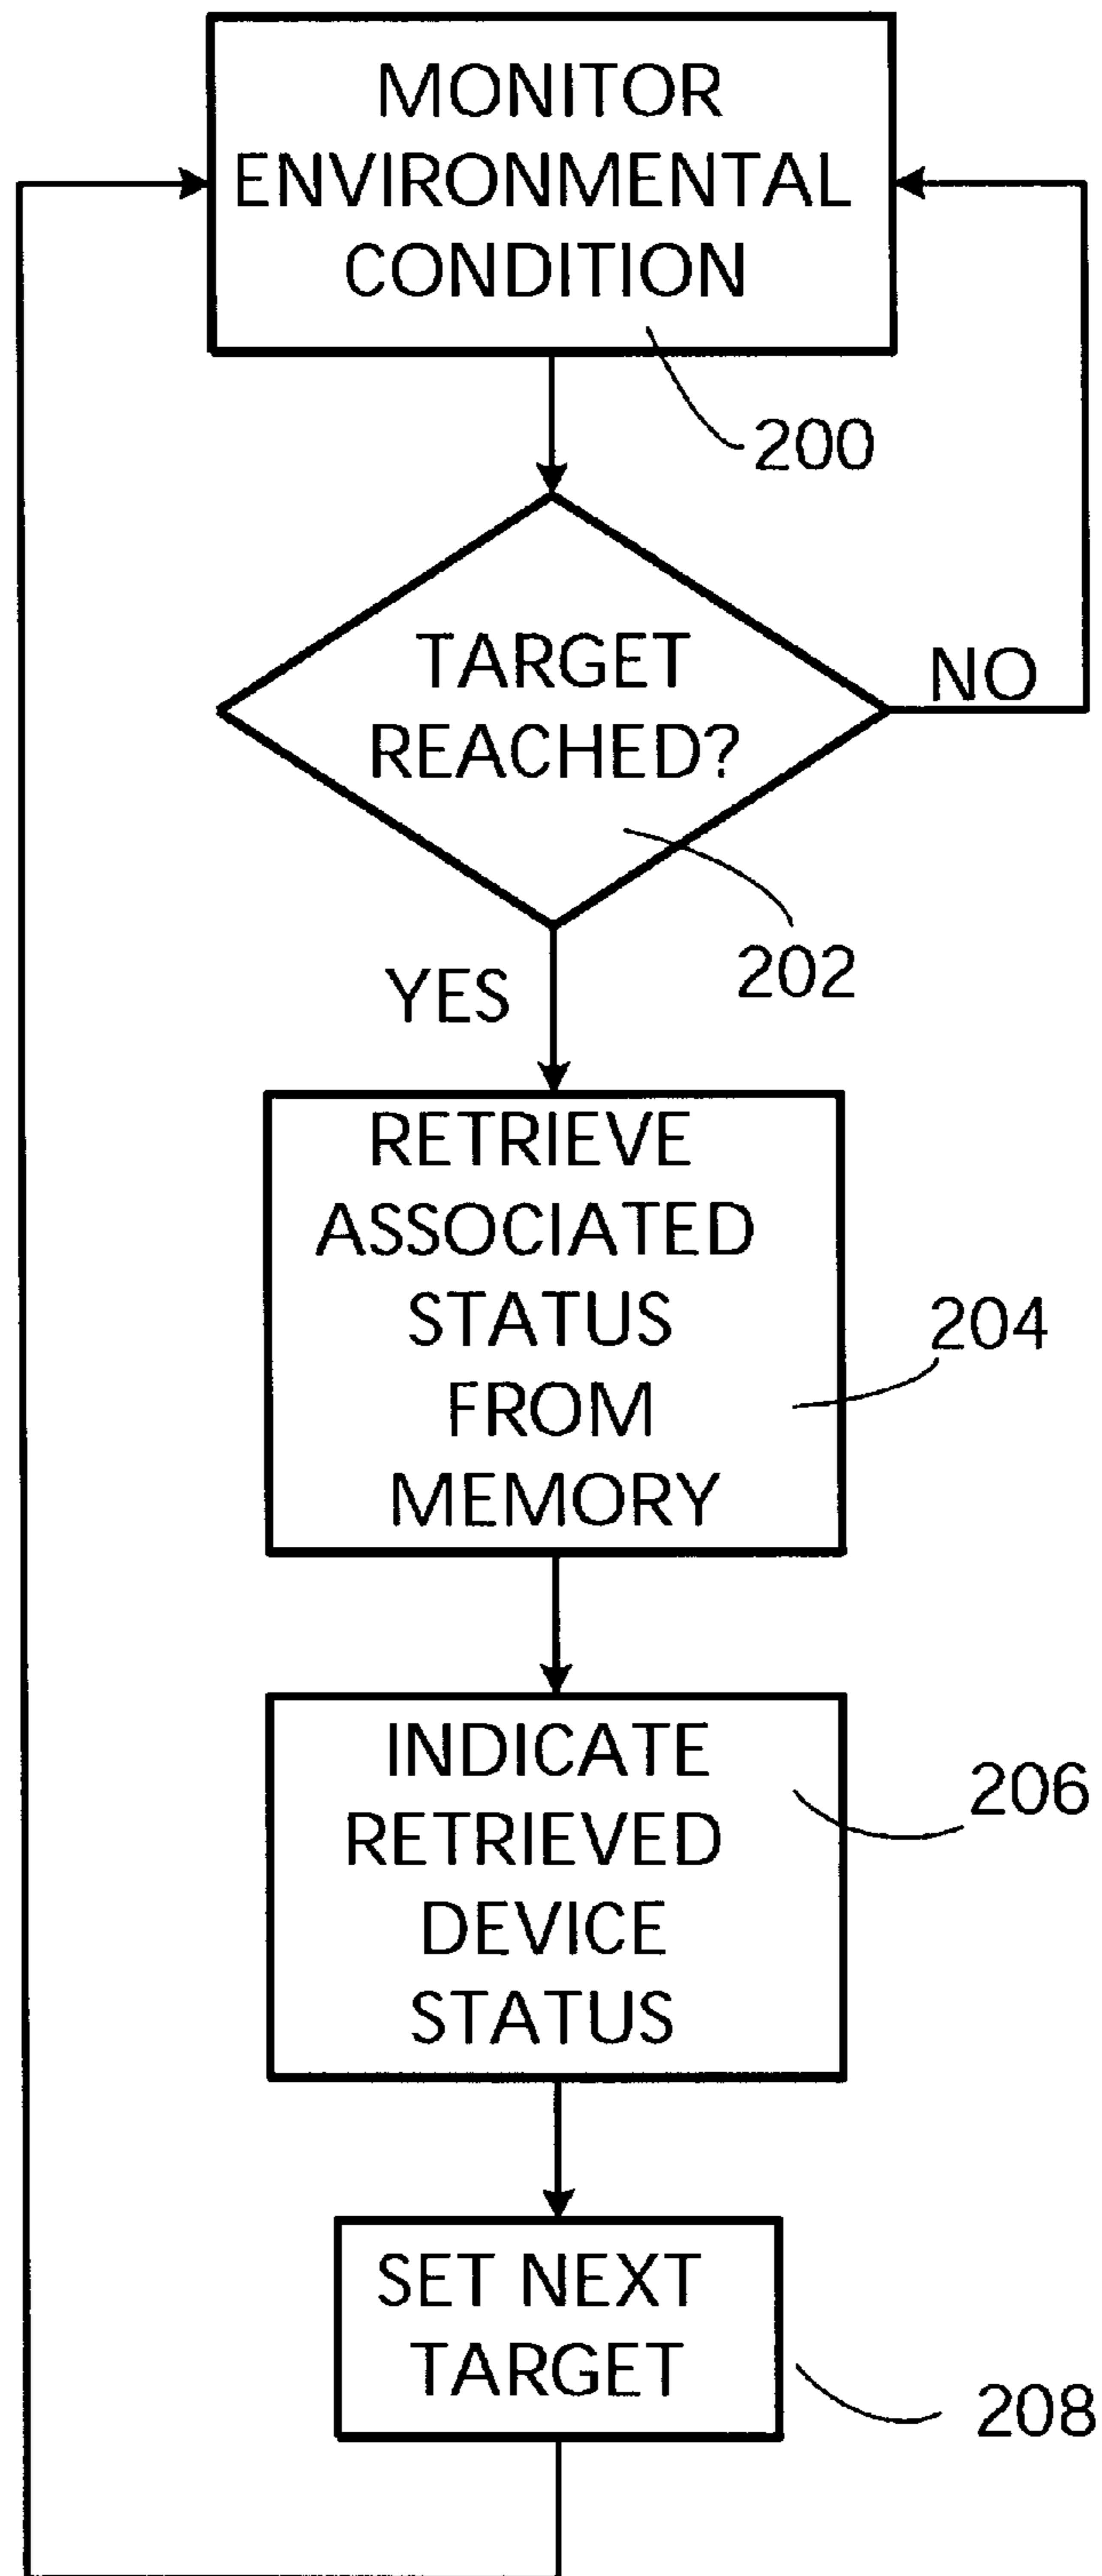 MONITOR
ENVIRONMENTAL
CONDITION
200
TARGET
REACHED?
NO
202
YES
RETRIEVE
ASSOCIATED
STATUS
FROM
MEMORY
204
INDICATE
RETRIEVED
DEVICE
STATUS
206
SET NEXT
TARGET
208